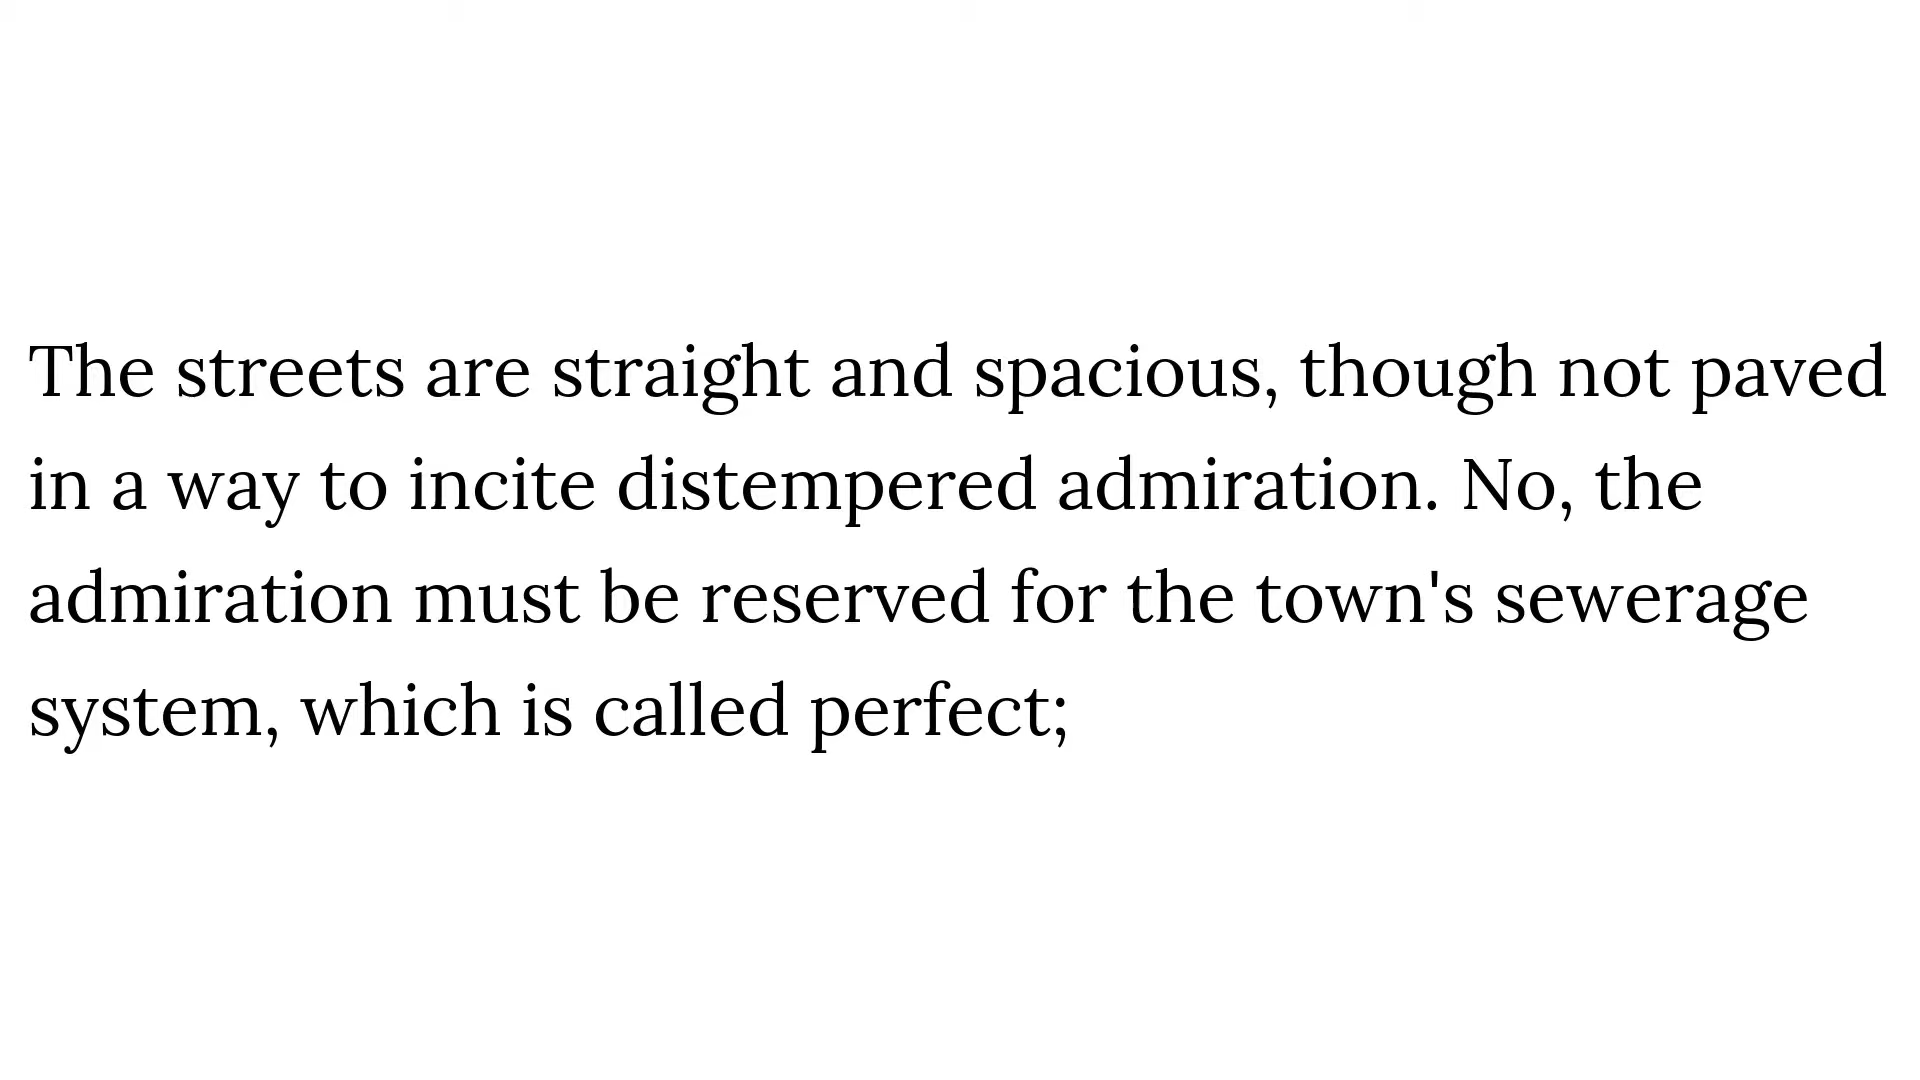 The streets are straight and spacious, though not paved
in a way to incite distempered admiration. No, the
admiration must be reserved for the town's sewerage
system, which is called perfect;